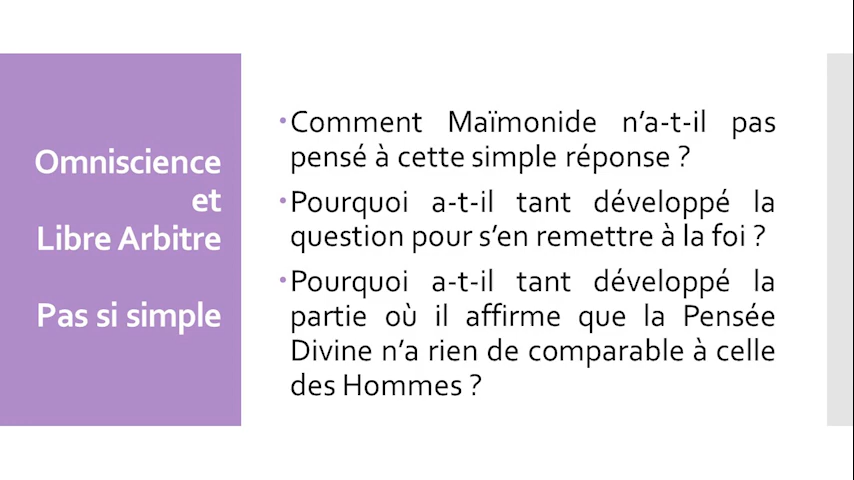 Omniscience
et
Libre Arbitre
Pas si simple
•Comment Maïmonide n’a-t-il pas
pensé à cette simple réponse ?
•Pourquoi a-t-il tant développé la
question pour s’en remettre à la foi ?
•Pourquoi a-t-il tant développé la
partie où il affirme que la Pensée
Divine n’a rien de comparable à celle
des Hommes ?